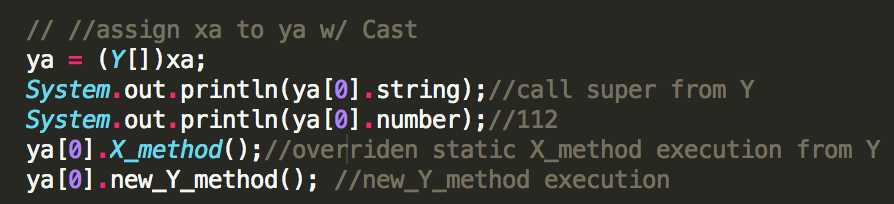 // //assign xa to ya w/ Cast
ya = (Y[])xa;
System.out.println(ya[0].string);//call super from Y
System.out.println(ya[0].number);//112
ya[0].X_method();//overriden static X_method execution from Y
ya[0].new_Y_method(); //new_Y_method execution